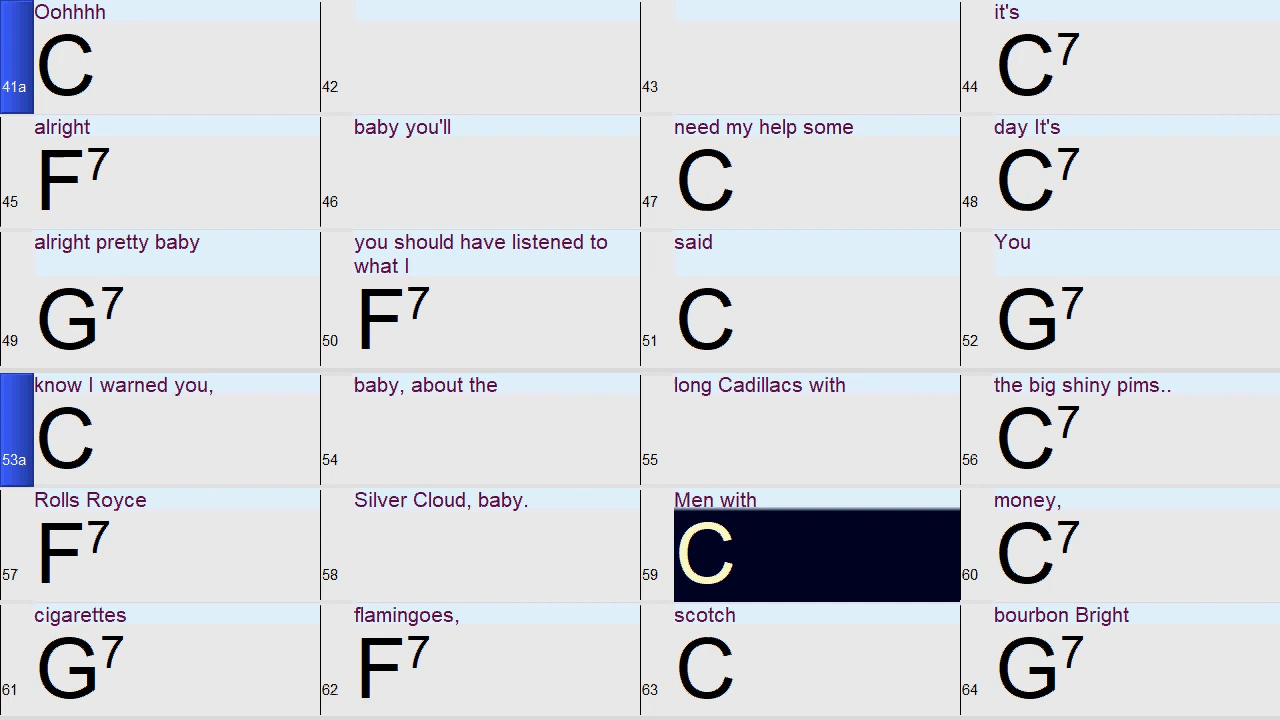 Oohhhh it's
41a C 42 43 44 C7
alright baby you'll need my help some day It's
45 F7 46 47 C 48 C7
alright pretty baby you should have listened to said You
what I
49 G7 50 F7 51 C 52 G7
know I warned you, baby, about the long Cadillacs with the big shiny pims..
53a C 54 55 56 C7
Rolls Royce Silver Cloud, baby. Men with money,
57 F7 58 59 C 60 C7
cigarettes flamingoes, scotch bourbon Bright
61 G7 62 F7 63 C 64 G7